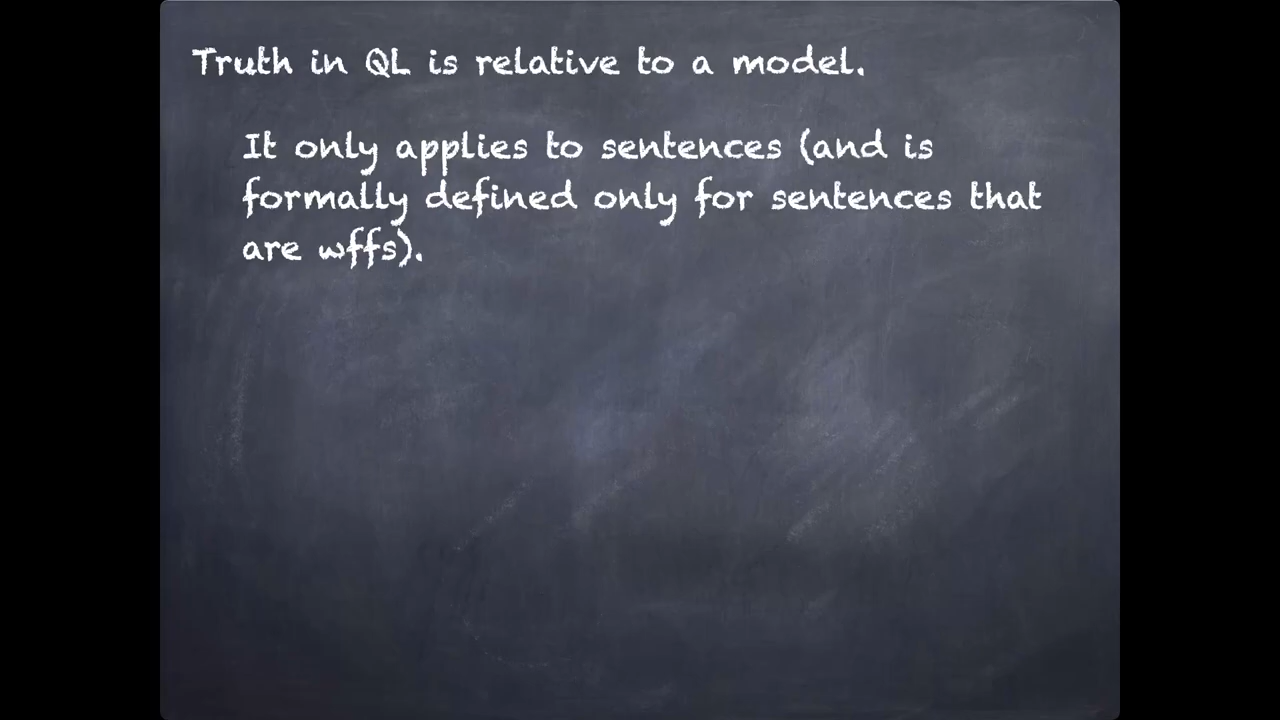 Truth in QL is relative to a model.
It only applies to sentences (and is
formally defined only for sentences that
are wffs).